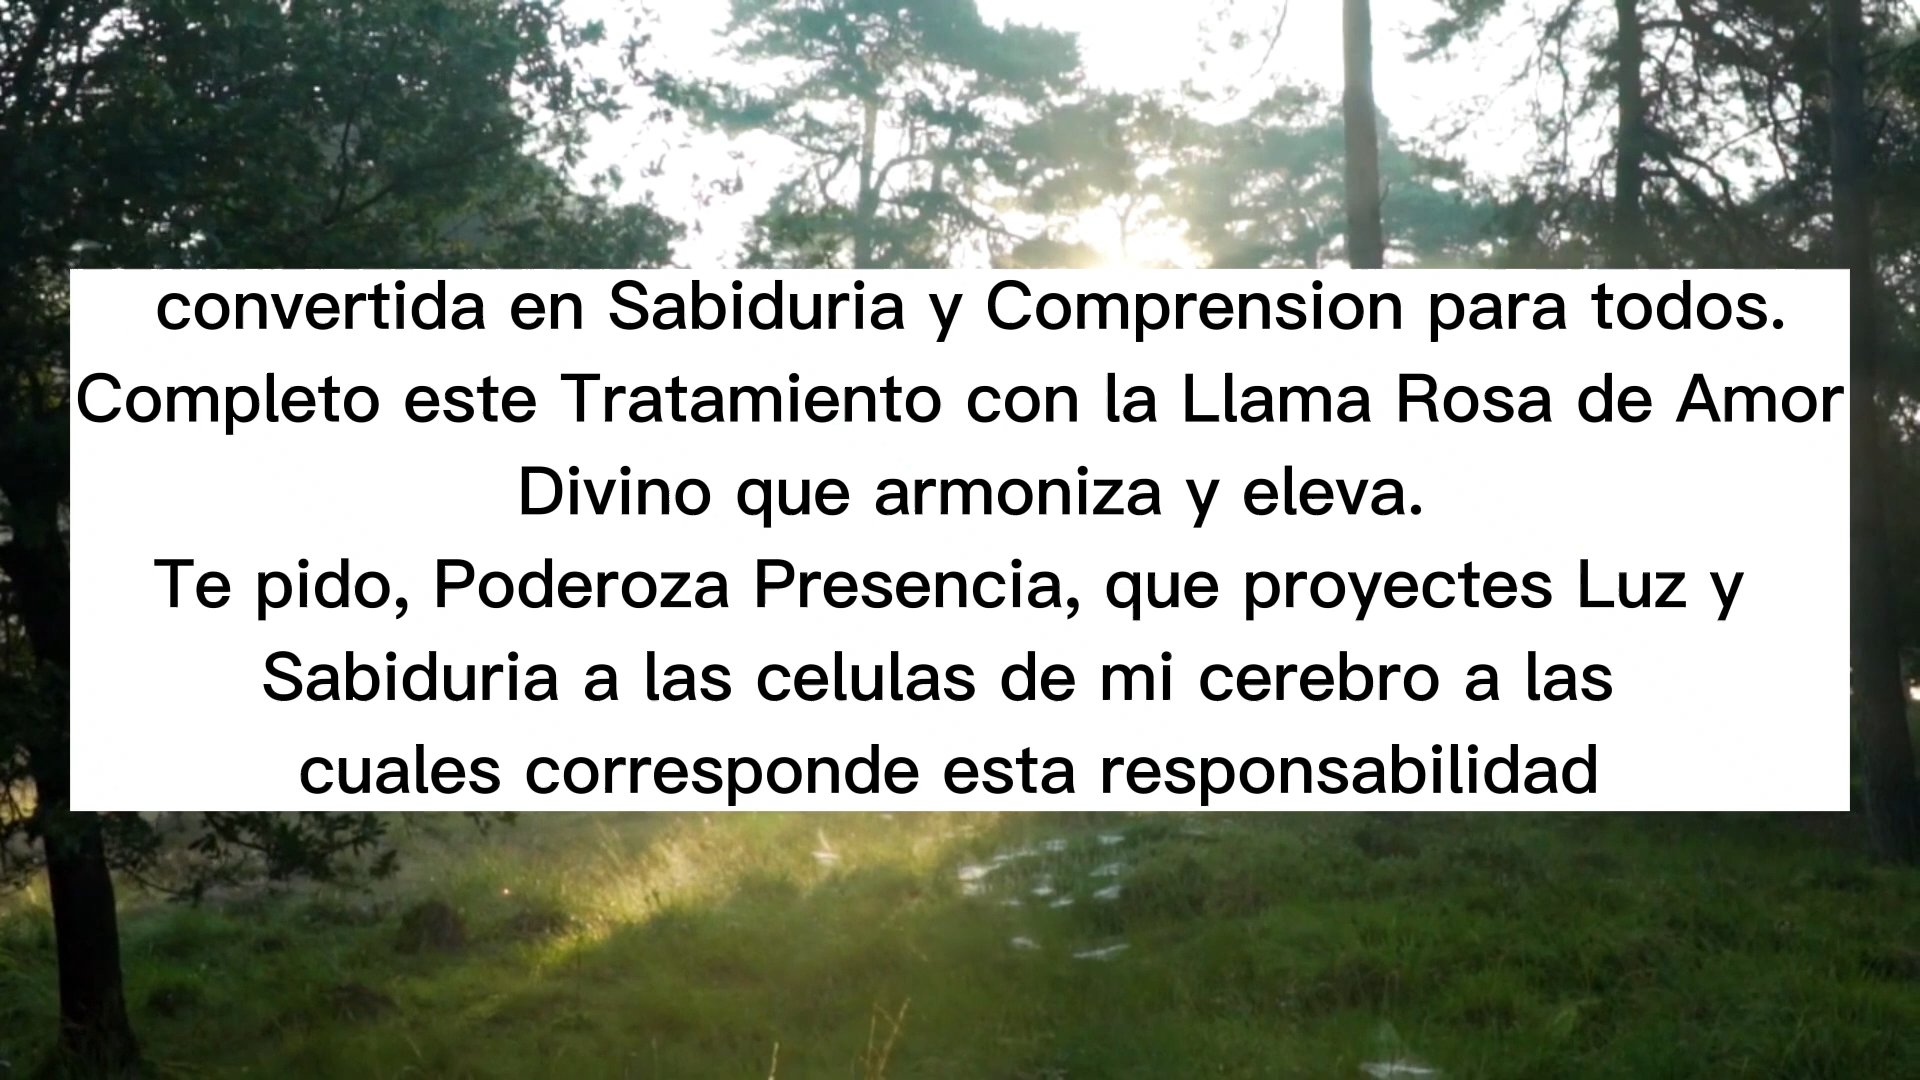 convertida en Sabiduria y Comprension para todos.
Completo este Tratamiento con la Llama Rosa de Amor
Divino que armoniza y eleva.
Te pido, Poderoza Presencia, que proyectes Luz y
Sabiduria a las celulas de mi cerebro a las
cuales corresponde esta responsabilidad